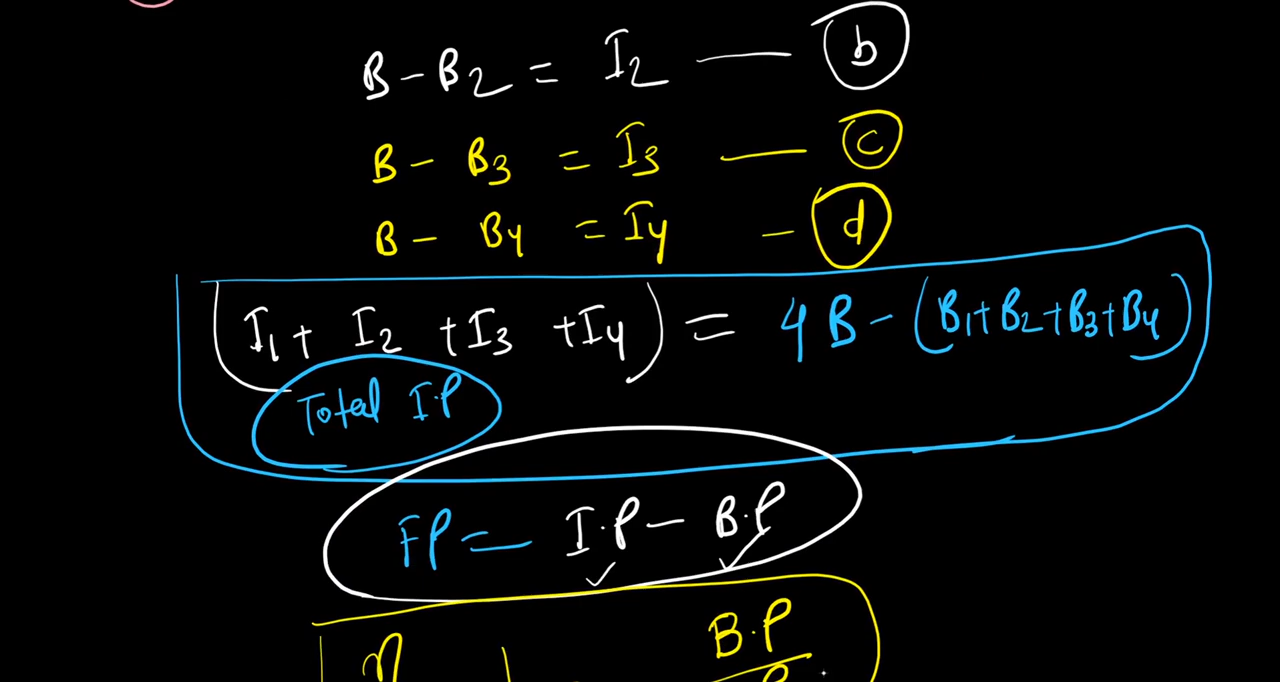 B - B2 = I2 — b
B - B3 = I3 — c
B - B4 = I4 - d
(I1 + I2 + I3 + I4) = 4B - (B1 + B2 + B3 + B4)
Total I.P
FP = I.P - B.P
η B.P